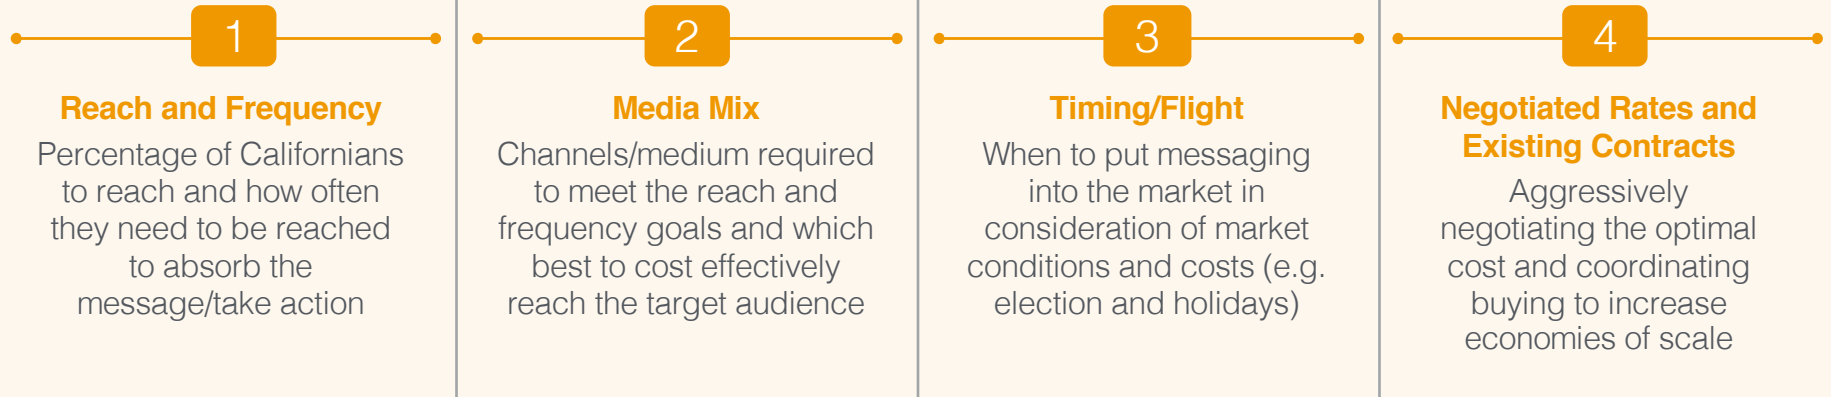 1
Reach and Frequency
Percentage of Californians
to reach and how often
they need to be reached
to absorb the
message/take action
2
Media Mix
Channels/medium required
to meet the reach and
frequency goals and which
best to cost effectively
reach the target audience
3
Timing/Flight
When to put messaging
into the market in
consideration of market
conditions and costs (e.g.
election and holidays)
4
Negotiated Rates and
Existing Contracts
Aggressively
negotiating the optimal
cost and coordinating
buying to increase
economies of scale